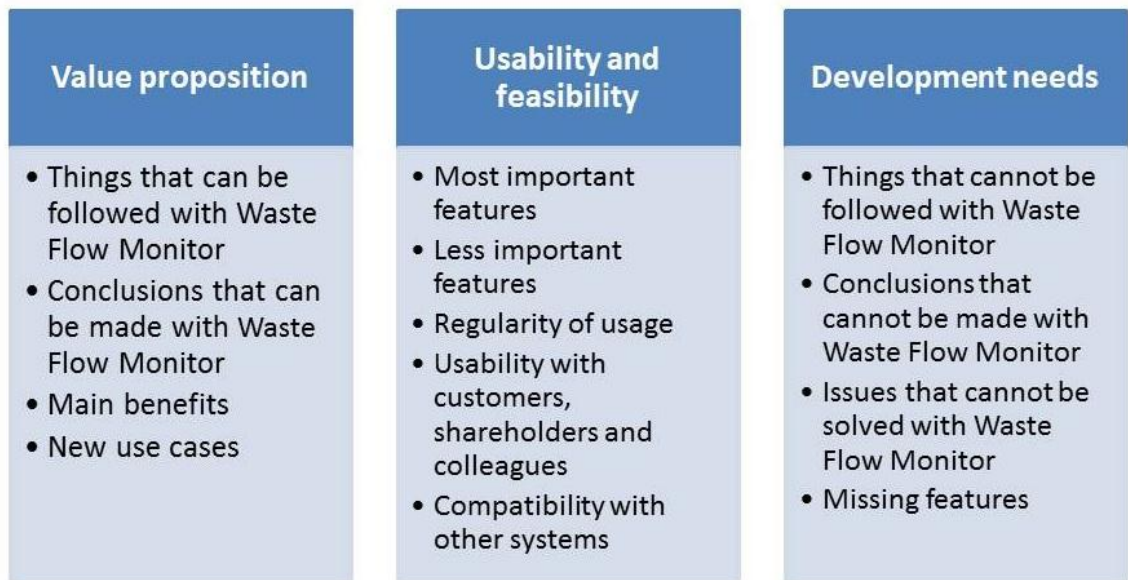 Value proposition
• Things that can be
followed with Waste
Flow Monitor
• Conclusions that can
be made with Waste
Flow Monitor
• Main benefits
• New use cases
Usability and
feasibility
• Most important
features
• Less important
features
• Regularity of usage
• Usability with
customers,
shareholders and
colleagues
• Compatibility with
other systems
Development needs
• Things that cannot be
followed with Waste
Flow Monitor
• Conclusions that
cannot be made with
Waste Flow Monitor
• Issues that cannot be
solved with Waste
Flow Monitor
• Missing features